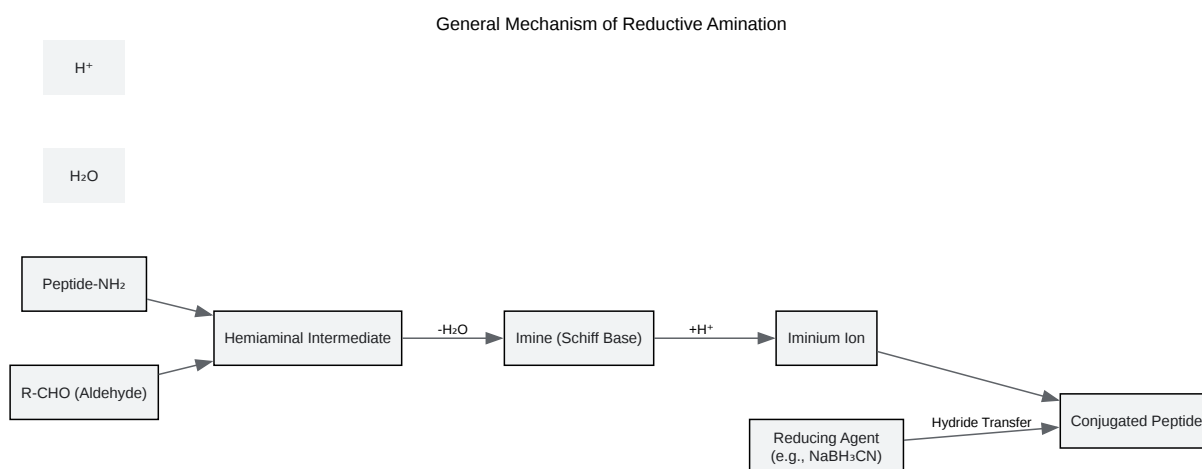 General Mechanism of Reductive Amination
H⁺
H₂O
Peptide-NH₂
R-CHO (Aldehyde)
Hemiaminal Intermediate
-H₂O
Imine (Schiff Base)
+H⁺
Iminium Ion
Reducing Agent
(e.g., NaBH₃CN)
Hydride Transfer
Conjugated Peptide